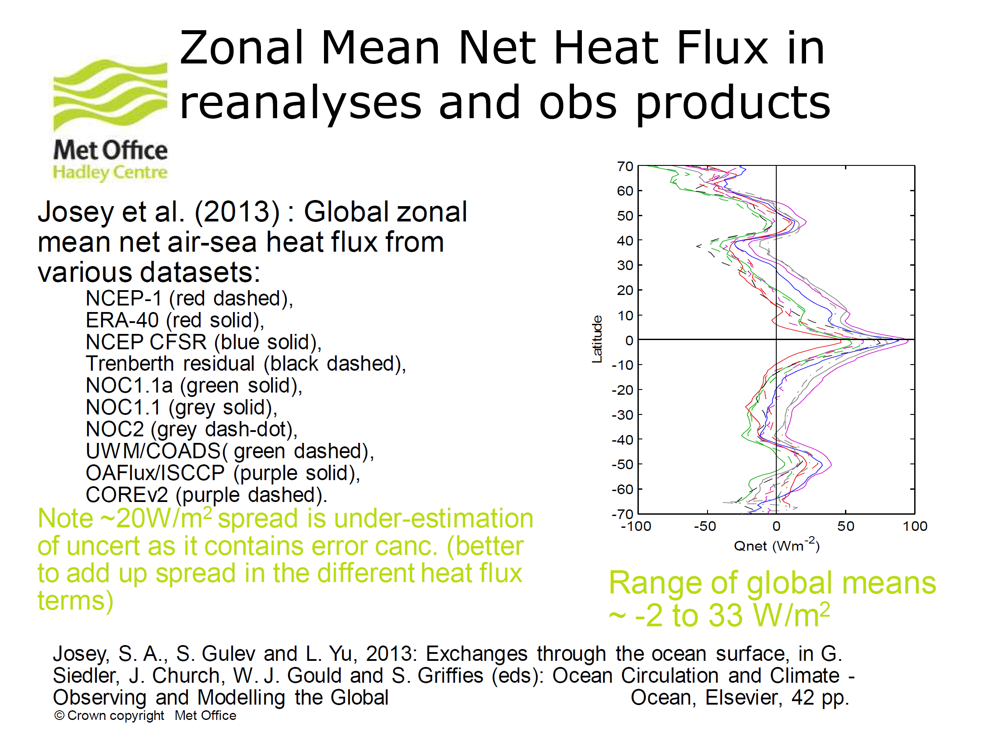 Zonal Mean Net Heat Flux in
reanalyses and obs products
Met Office
Hadley Centre
Josey et al. (2013) : Global zonal
mean net air-sea heat flux from
various datasets:
NCEP-1 (red dashed),
ERA-40 (red solid),
NCEP CFSR (blue solid),
Trenberth residual (black dashed),
NOC1.1a (green solid),
NOC1.1 (grey solid),
NOC2 (grey dash-dot),
UWM/COADS( green dashed),
OAFlux/ISCCP (purple solid),
COREv2 (purple dashed).
Note ~20W/m² spread is under-estimation
of uncert as it contains error canc. (better
to add up spread in the different heat flux
terms)
70
60
50
40
30
20
10
0
-10
-20
-30
-40
-50
-60
-70
Latitude
-100 -50 0 50 100
Qnet (Wm⁻²)
Range of global means
~ -2 to 33 W/m²
Josey, S. A., S. Gulev and L. Yu, 2013: Exchanges through the ocean surface, in G.
Siedler, J. Church, W. J. Gould and S. Griffies (eds): Ocean Circulation and Climate -
Observing and Modelling the Global Ocean, Elsevier, 42 pp.
© Crown copyright Met Office